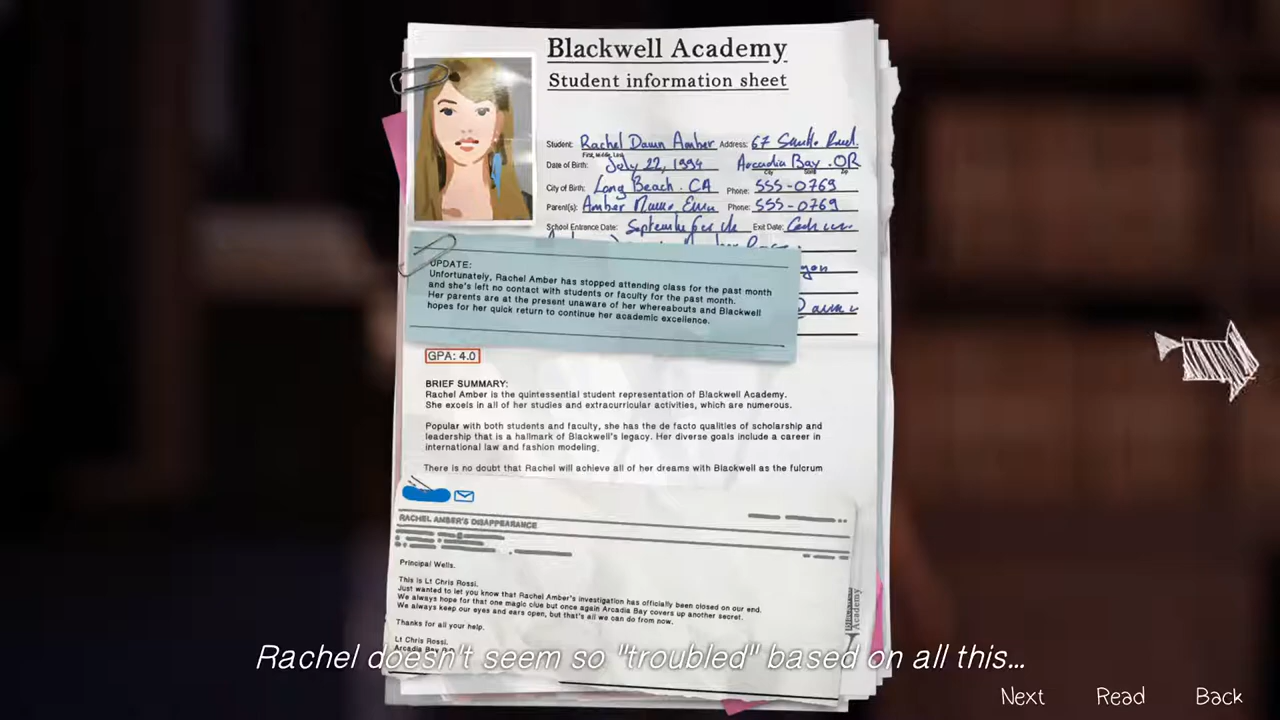 Blackwell Academy
Student information sheet
Student: Rachel Dawn Amber Address: 67
First, Middle, Last
Date of Birth: July 22, 1994 Arcadia Bay . OR
City State Zip
City of Birth: Long Beach . CA Phone: 555-0769
Parent(s): Amber Phone: 555-0769
School Entrance Date: Exit Date:
UPDATE:
Unfortunately, Rachel Amber has stopped attending class for the past month
and she's left no contact with students or faculty for the past month.
Her parents are at the present unaware of her whereabouts and Blackwell
hopes for her quick return to continue her academic excellence.
GPA: 4.0
BRIEF SUMMARY:
Rachel Amber is the quintessential student representation of Blackwell Academy.
She excels in all of her studies and extracurricular activities, which are numerous.
Popular with both students and faculty, she has the de facto qualities of scholarship and
leadership that is a hallmark of Blackwell's legacy. Her diverse goals include a career in
international law and fashion modeling.
There is no doubt that Rachel will achieve all of her dreams with Blackwell as the fulcrum
RACHEL AMBER'S DISAPPEARANCE
Principal Wells.
This is Lt Chris Rossi.
Just wanted to let you know that Rachel Amber's investigation has officially been closed on our end.
We always hope for that one magic clue but once again Arcadia Bay covers up another secret.
We always keep our eyes and ears open, but that's all we can do from now.
Thanks for all your help.
Lt Chris Rossi.
Arcadia Bay
Academy
Rachel doesn't seem so "troubled" based on all this...
Next Read Back